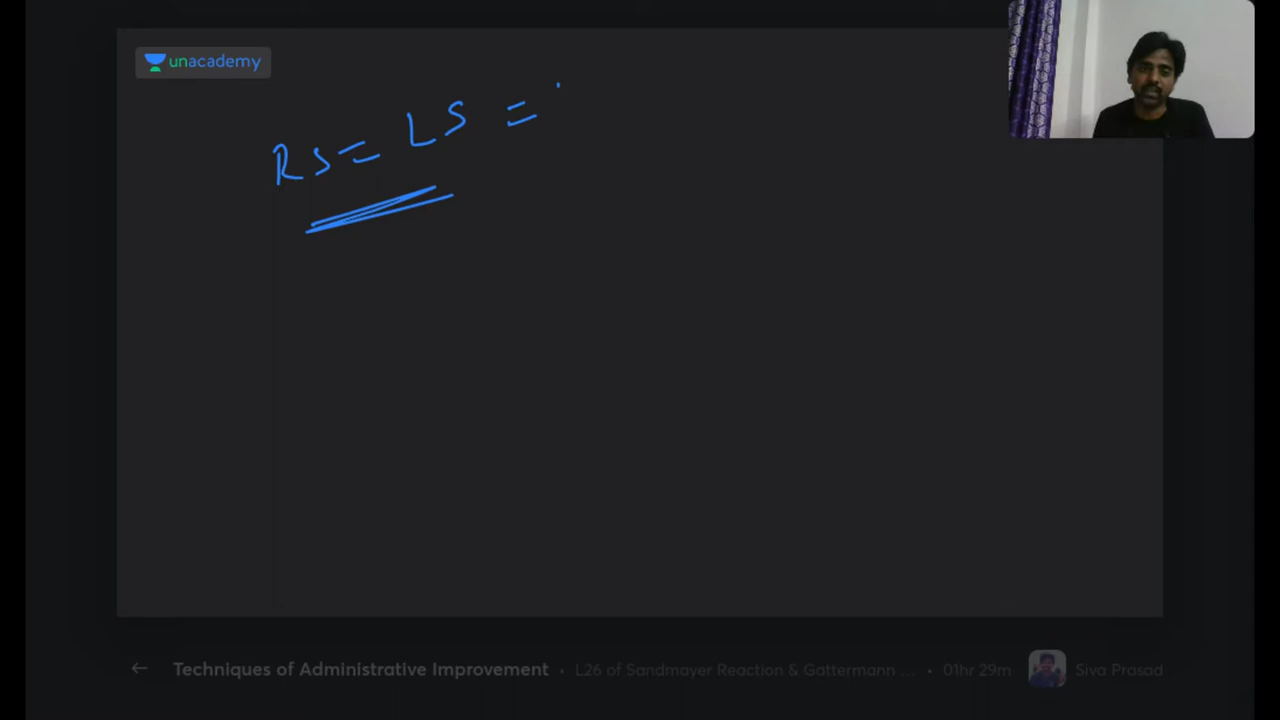 unacademy
RS = LS =
← Techniques of Administrative Improvement • L26 of Sandmayer Reaction & Gattermann ... • 01hr 29m Siva Prasad